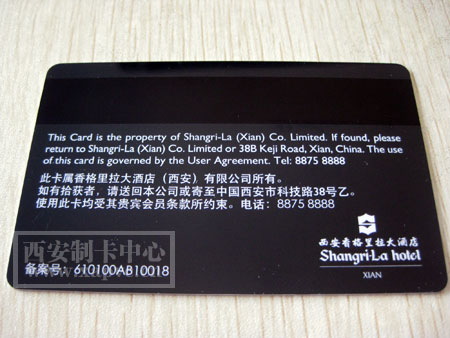 This Card is the property of Shangri-La (Xian) Co. Limited. If found, please
return to Shangri-La (Xian) Co. Limited or 38B Keji Road, Xian, China. The use
of this card is governed by the User Agreement. Tel: 8875 8888
此卡属香格里拉大酒店（西安）有限公司所有。
如有拾获者，请送回本公司或寄至中国西安市科技路38号乙。
使用此卡均受其贵宾会员条款所约束。电话：8875 8888
西安制卡中心
备案号：610100AB10018
西安香格里拉大酒店
Shangri-La hotel
XIAN